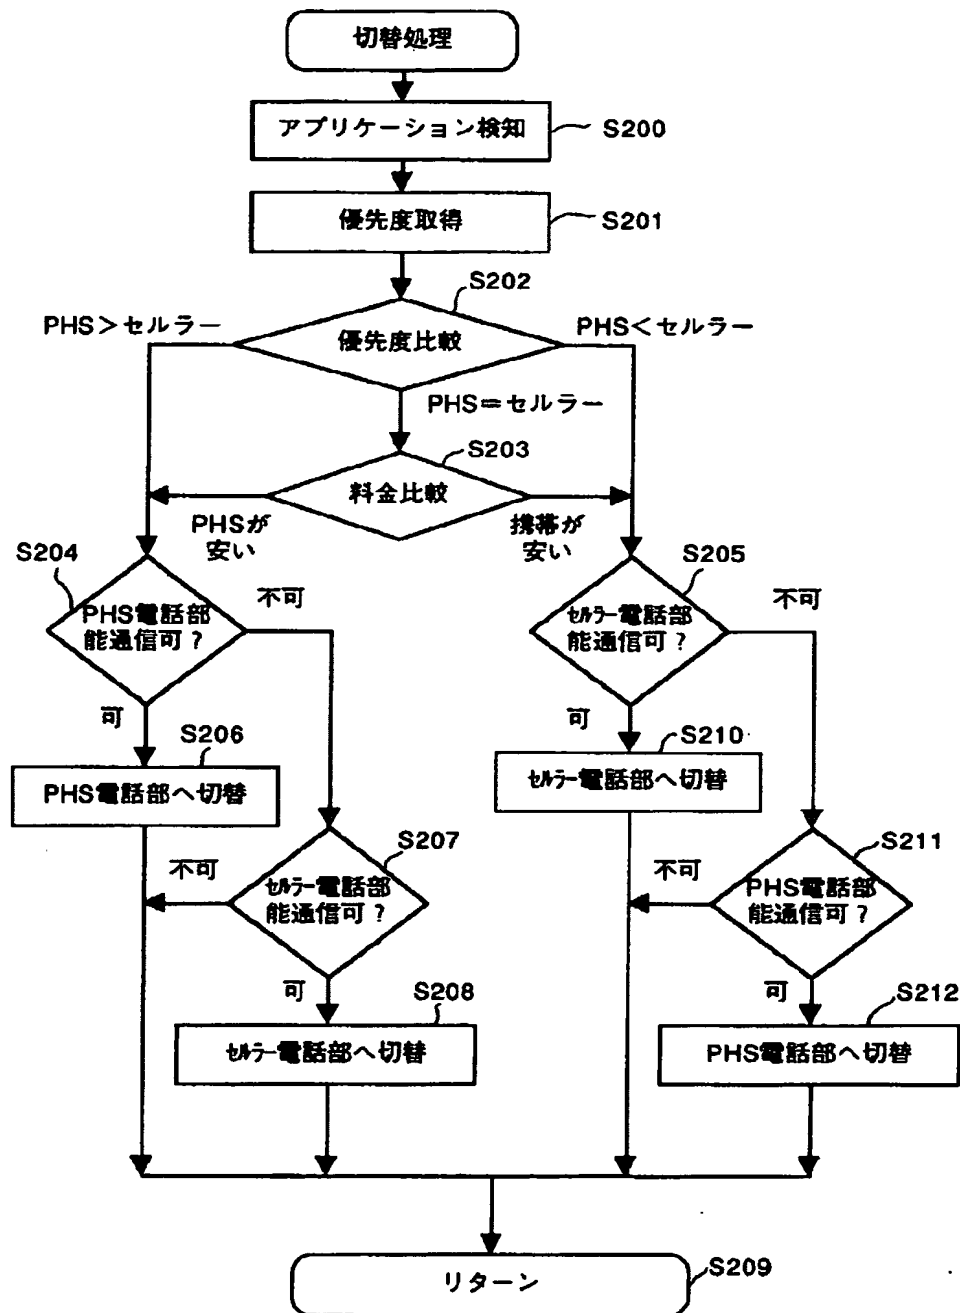 切替処理
アプリケーション検知
S200
優先度取得
S201
S202
PHS>セルラー
優先度比較
PHS<セルラー
PHS=セルラー
S203
料金比較
PHSが
安い
携帯が
安い
S204
PHS電話部
能通信可?
不可
S205
セルラー電話部
能通信可?
不可
可
S206
PHS電話部へ切替
可
S210
セルラー電話部へ切替
S207
不可
セルラー電話部
能通信可?
S211
不可
PHS電話部
能通信可?
可
S208
セルラー電話部へ切替
可
S212
PHS電話部へ切替
リターン
S209